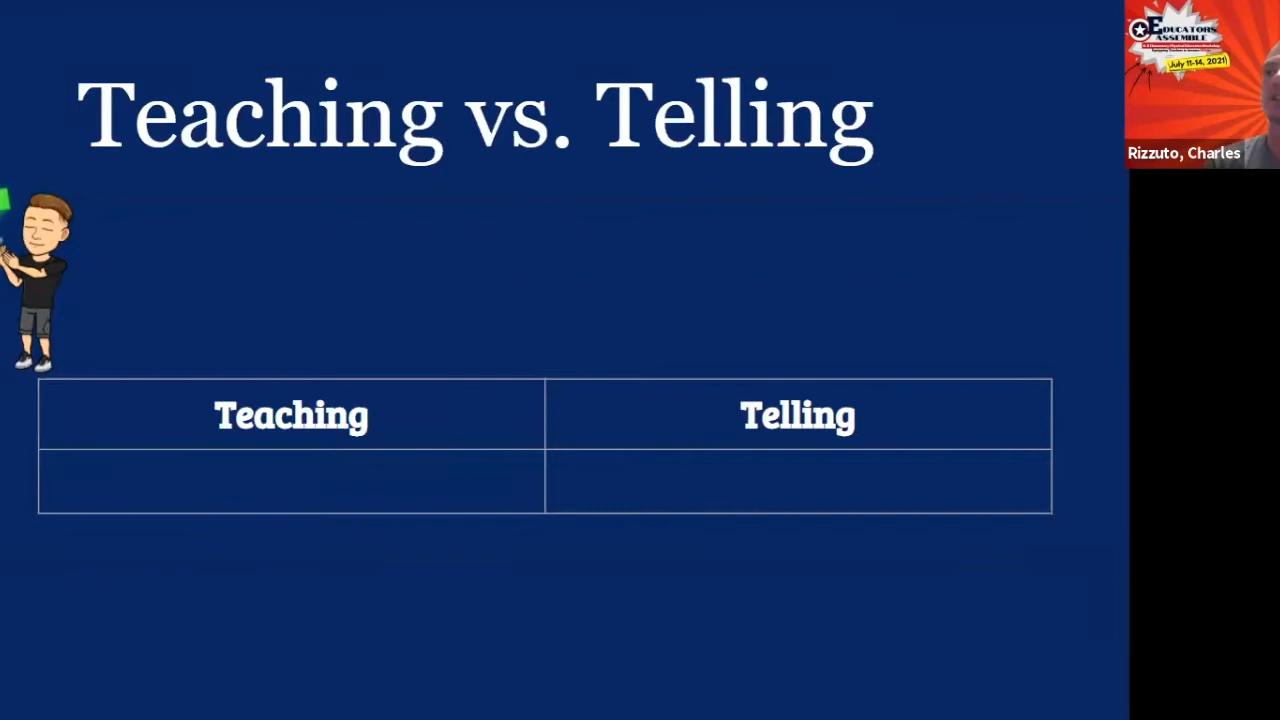 Teaching vs. Telling
EDUCATORS
ASSEMBLE
July 11-14, 2021
Rizzuto, Charles
Teaching
Telling